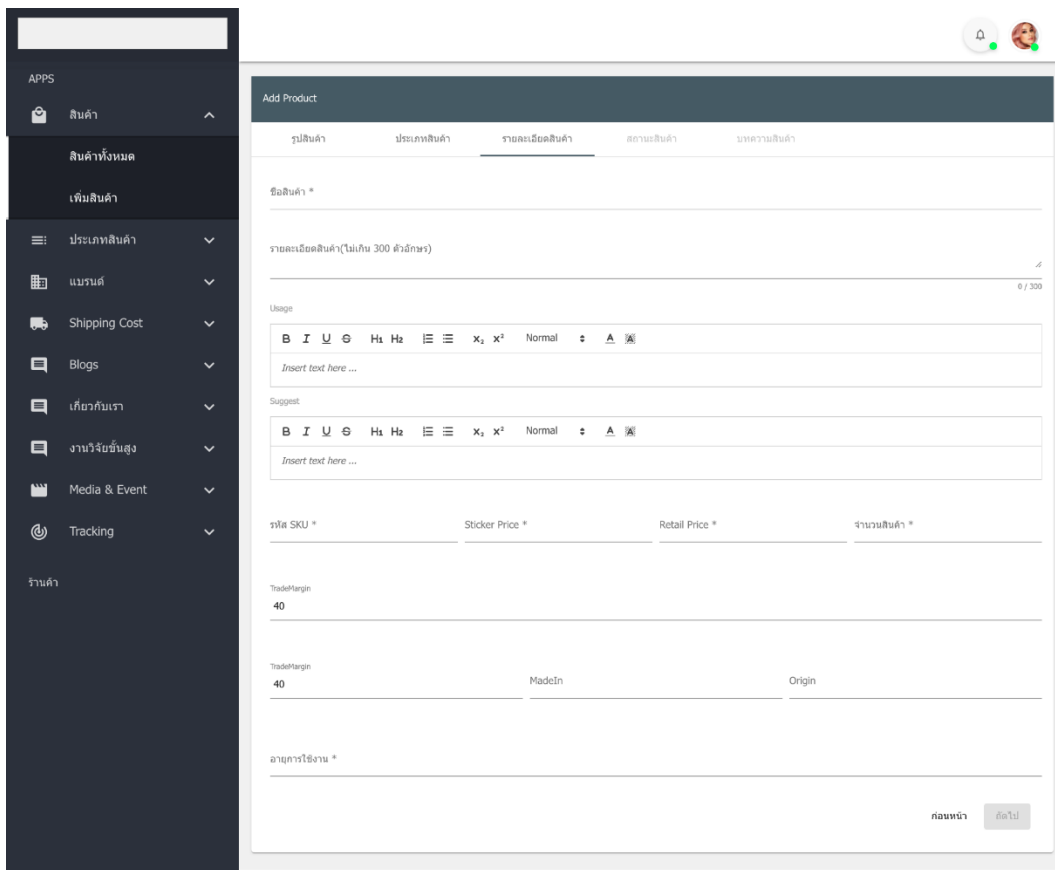 APPS
สินค้า
สินค้าทั้งหมด
เพิ่มสินค้า
ประเภทสินค้า
แบรนด์
Shipping Cost
Blogs
เกี่ยวกับเรา
งานวิจัยขั้นสูง
Media & Event
Tracking
ร้านค้า
Add Product
รูปสินค้า ประเภทสินค้า รายละเอียดสินค้า สถานะสินค้า บทความสินค้า
ชื่อสินค้า *
รายละเอียดสินค้า(ไม่เกิน 300 ตัวอักษร)
0 / 300
Usage
B I U S H1 H2 X₂ X² Normal A A
Insert text here ...
Suggest
B I U S H1 H2 X₂ X² Normal A A
Insert text here ...
รหัส SKU * Sticker Price * Retail Price * จำนวนสินค้า *
TradeMargin
40
TradeMargin
40 MadeIn Origin
อายุการใช้งาน *
ก่อนหน้า ถัดไป